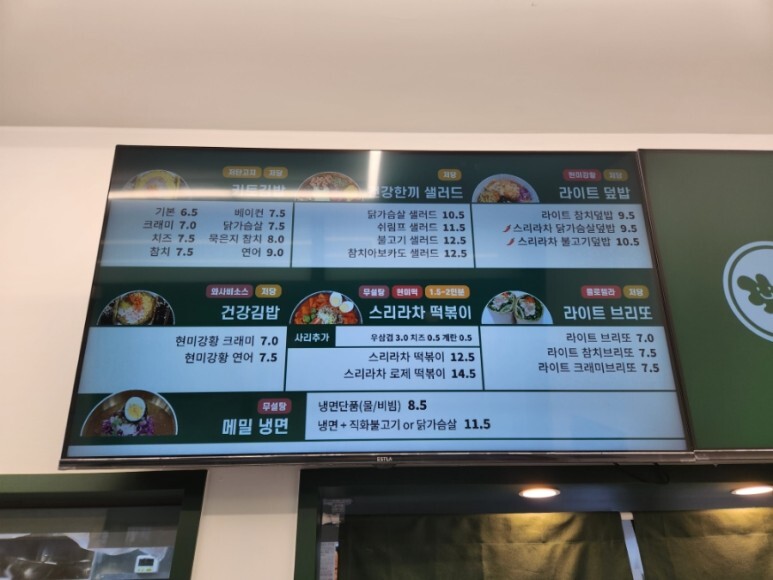 저탄고지 저당
키토김밥
기본 6.5 베이컨 7.5
크래미 7.0 닭가슴살 7.5
치즈 7.5 묵은지 참치 8.0
참치 7.5 연어 9.0
저당
건강한끼 샐러드
닭가슴살 샐러드 10.5
쉬림프 샐러드 11.5
불고기 샐러드 12.5
참치아보카도 샐러드 12.5
현미강황 저당
라이트 덮밥
라이트 참치덮밥 9.5
스리라차 닭가슴살덮밥 9.5
스리라차 불고기덮밥 10.5
와사비소스 저당
건강김밥
현미강황 크래미 7.0
현미강황 연어 7.5
무설탕 현미떡 1.5~2인분
스리라차 떡볶이
사리추가 우삼겹 3.0 치즈 0.5 계란 0.5
스리라차 떡볶이 12.5
스리라차 로제 떡볶이 14.5
통밀또띨라 저당
라이트 브리또
라이트 브리또 7.0
라이트 참치브리또 7.5
라이트 크래미브리또 7.5
무설탕
메밀 냉면
냉면단품(물/비빔) 8.5
냉면 + 직화불고기 or 닭가슴살 11.5
ESTLA